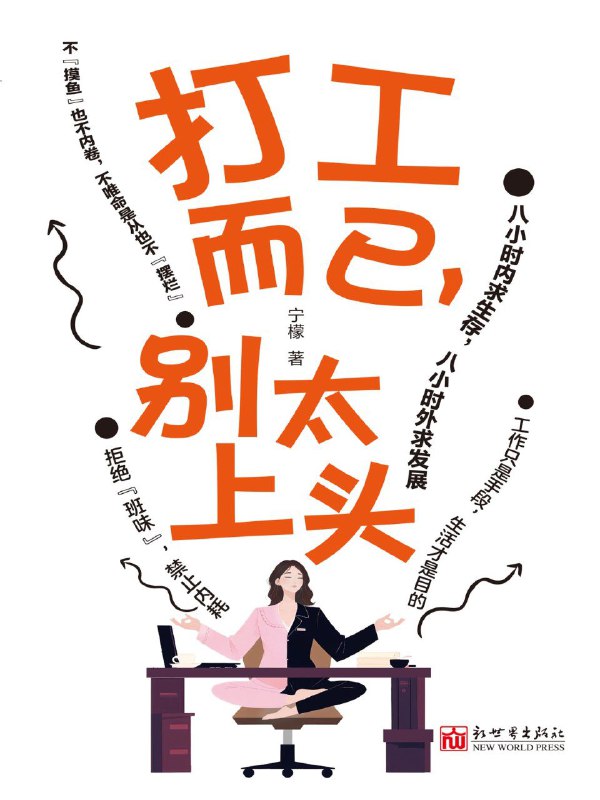 打工
而已，
别太
上头
宁檬 著
不『摸鱼』也不内卷，不唯命是从也不『摆烂』
八小时内求生存，八小时外求发展
拒绝『班味』，禁止内耗
工作只是手段，生活才是目的
新世界出版社
NEW WORLD PRESS